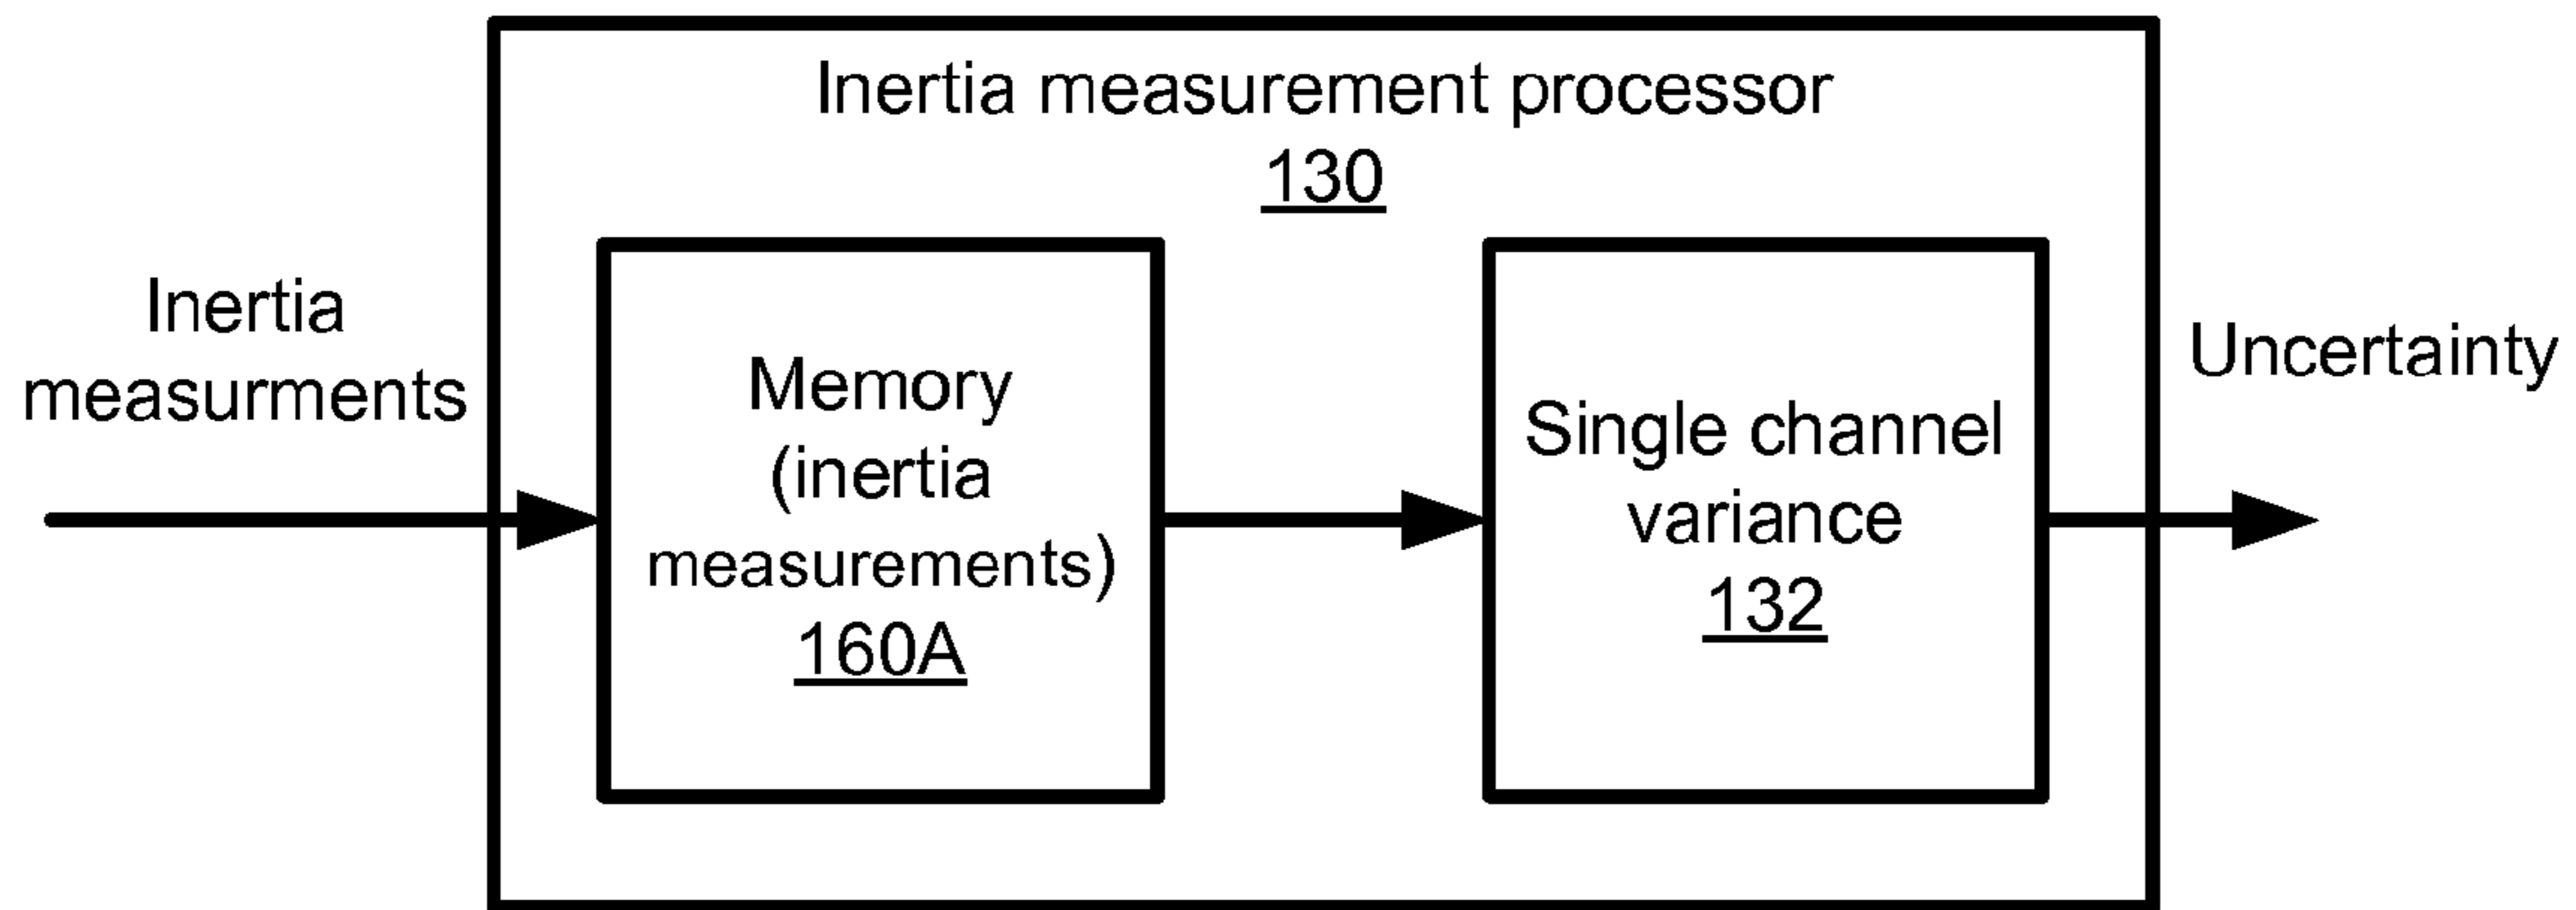 Inertia measurement processor
130
Inertia
measurments
Memory
(inertia
measurements)
160A
Single channel
variance
132
Uncertainty